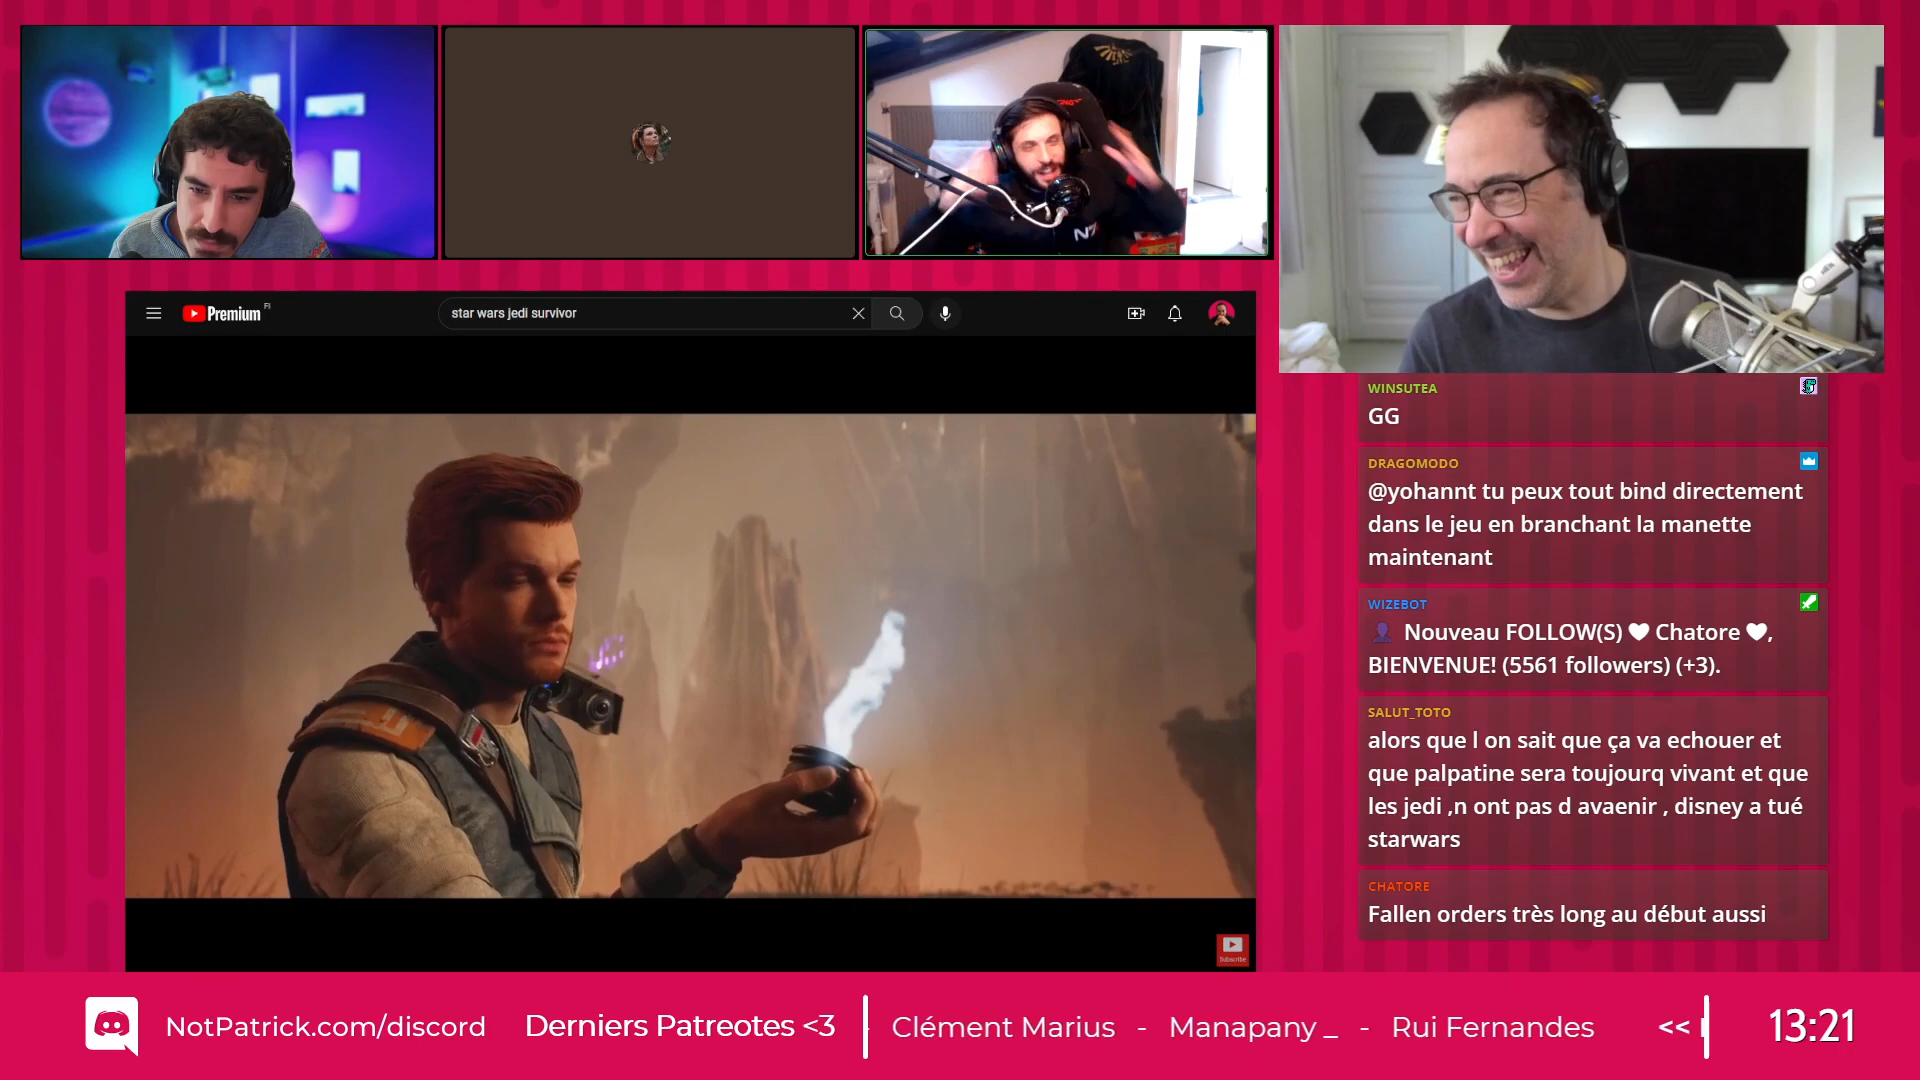 Premium FI
star wars jedi survivor
N7
WINSUTEA
GG
DRAGOMODO
@yohannt tu peux tout bind directement
dans le jeu en branchant la manette
maintenant
WIZEBOT
Nouveau FOLLOW(S) 🤍 Chatore 🤍,
BIENVENUE! (5561 followers) (+3).
SALUT_TOTO
alors que l on sait que ça va echouer et
que palpatine sera toujourq vivant et que
les jedi ,n ont pas d avaenir , disney a tué
starwars
CHATORE
Fallen orders très long au début aussi
Subscribe
NotPatrick.com/discord
Derniers Patreotes <3
- Clément Marius - Manapany _ - Rui Fernandes <<
13:21